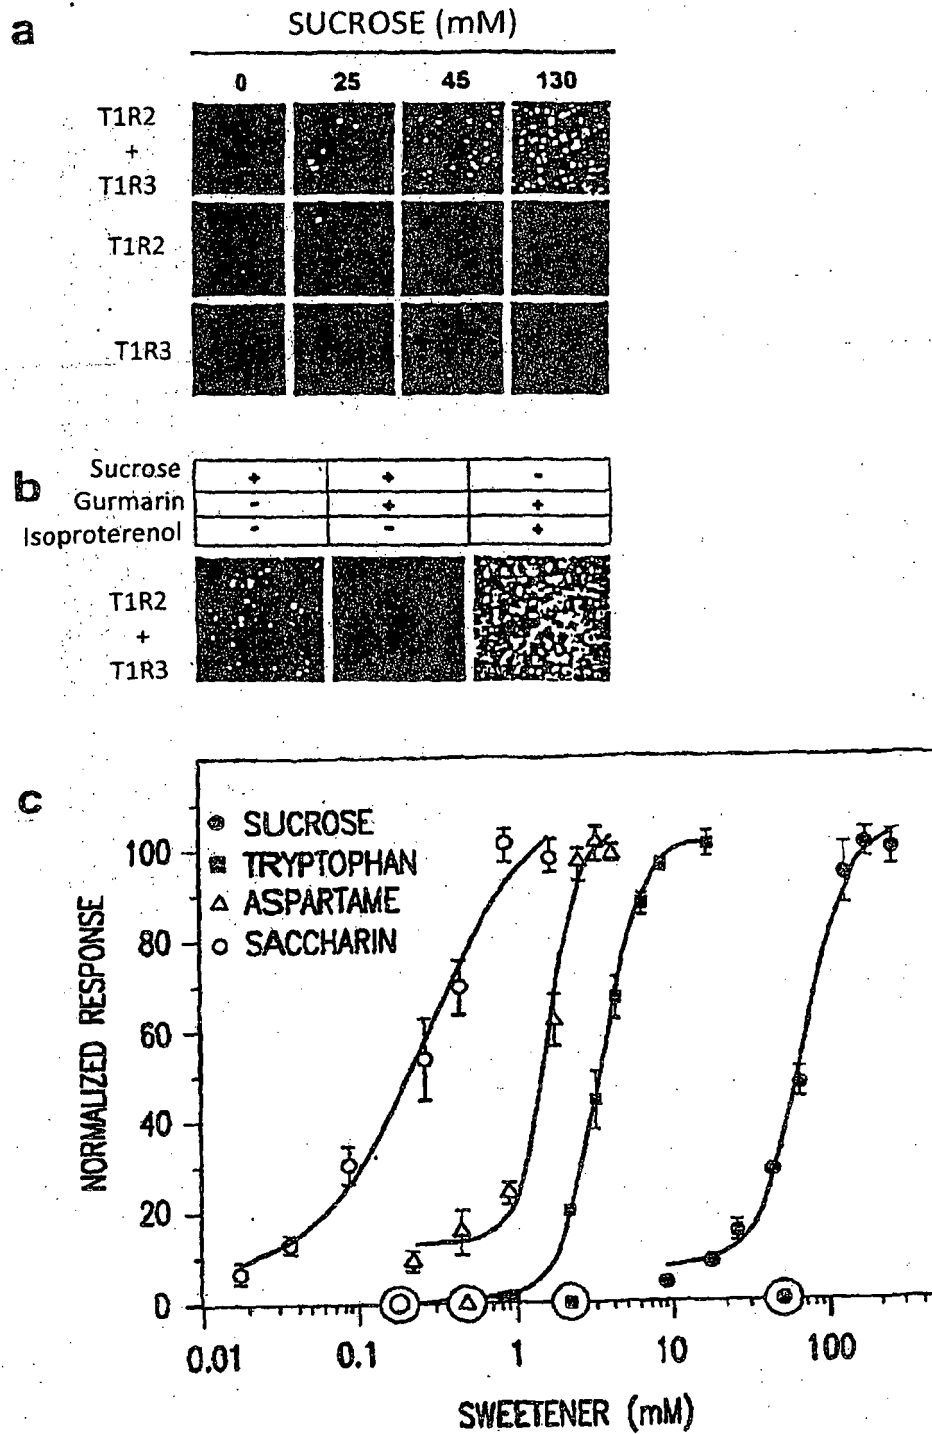 a
SUCROSE (mM)
0 25 45 130
T1R2
+
T1R3
T1R2
T1R3
b
Sucrose + + -
Gurmarin - + +
Isoproterenol - - +
T1R2
+
T1R3
c
SUCROSE
TRYPTOPHAN
ASPARTAME
SACCHARIN
NORMALIZED RESPONSE
100
80
60
40
20
0
0.01 0.1 1 10 100
SWEETENER (mM)